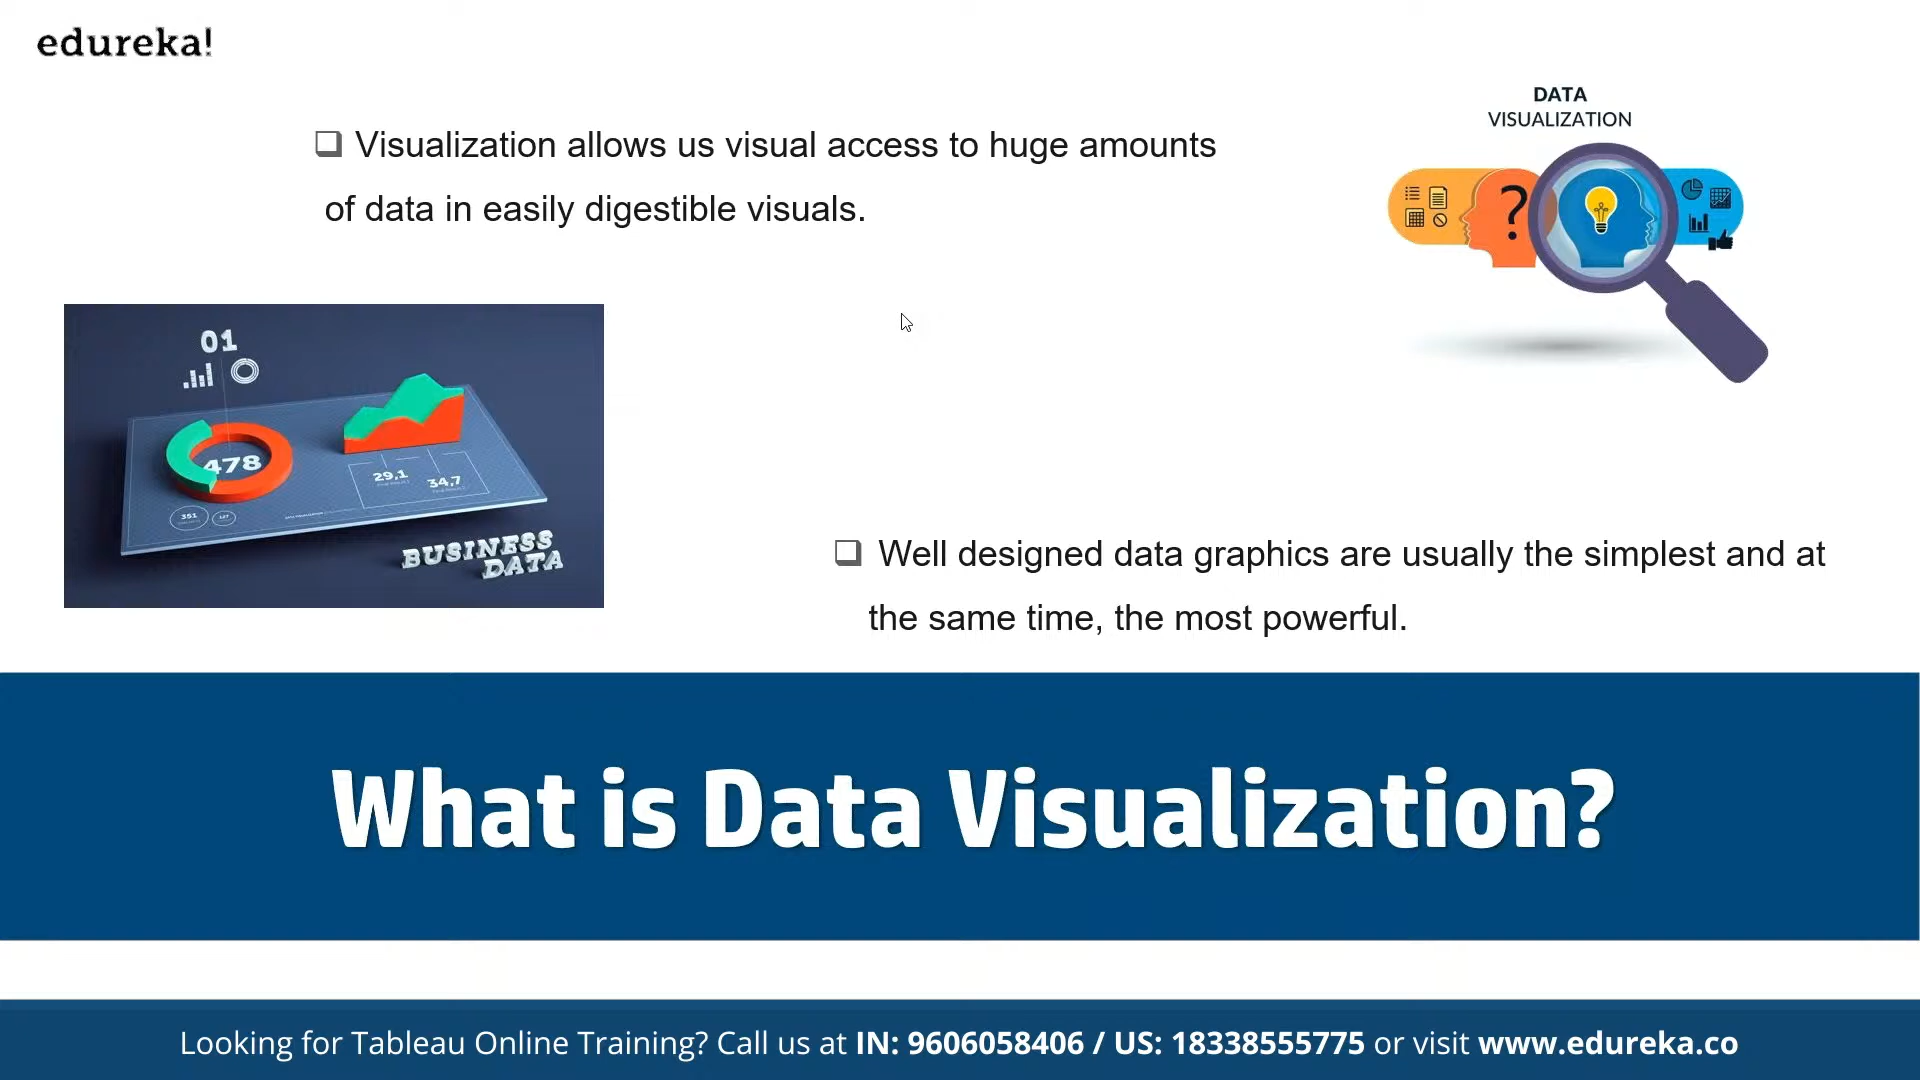 edureka!
DATA
VISUALIZATION
Visualization allows us visual access to huge amounts
of data in easily digestible visuals.
?
01
478
29,1
34,7
351
127
BUSINESS
DATA
Well designed data graphics are usually the simplest and at
the same time, the most powerful.
What is Data Visualization?
Looking for Tableau Online Training? Call us at IN: 9606058406 / US: 18338555775 or visit www.edureka.co